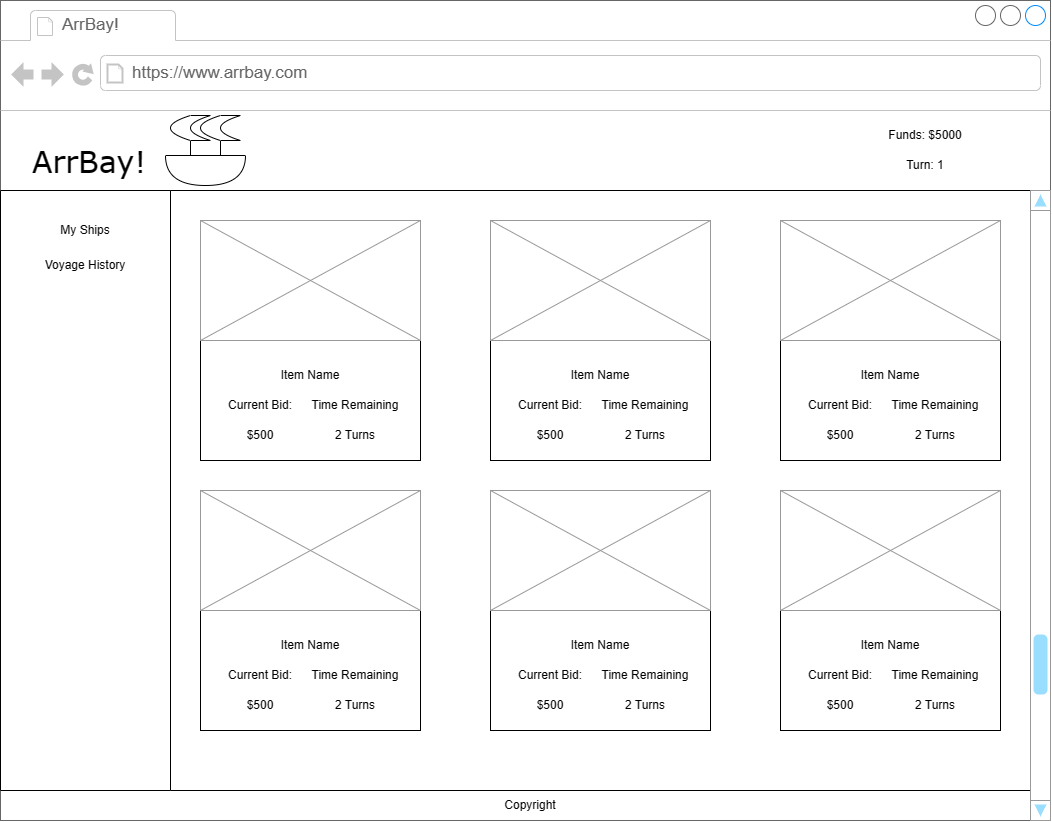 ArrBay!
https://www.arrbay.com
ArrBay!
Funds: $5000
Turn: 1
My Ships
Voyage History
Item Name
Current Bid: Time Remaining
$500 2 Turns
Item Name
Current Bid: Time Remaining
$500 2 Turns
Item Name
Current Bid: Time Remaining
$500 2 Turns
Item Name
Current Bid: Time Remaining
$500 2 Turns
Item Name
Current Bid: Time Remaining
$500 2 Turns
Item Name
Current Bid: Time Remaining
$500 2 Turns
Copyright